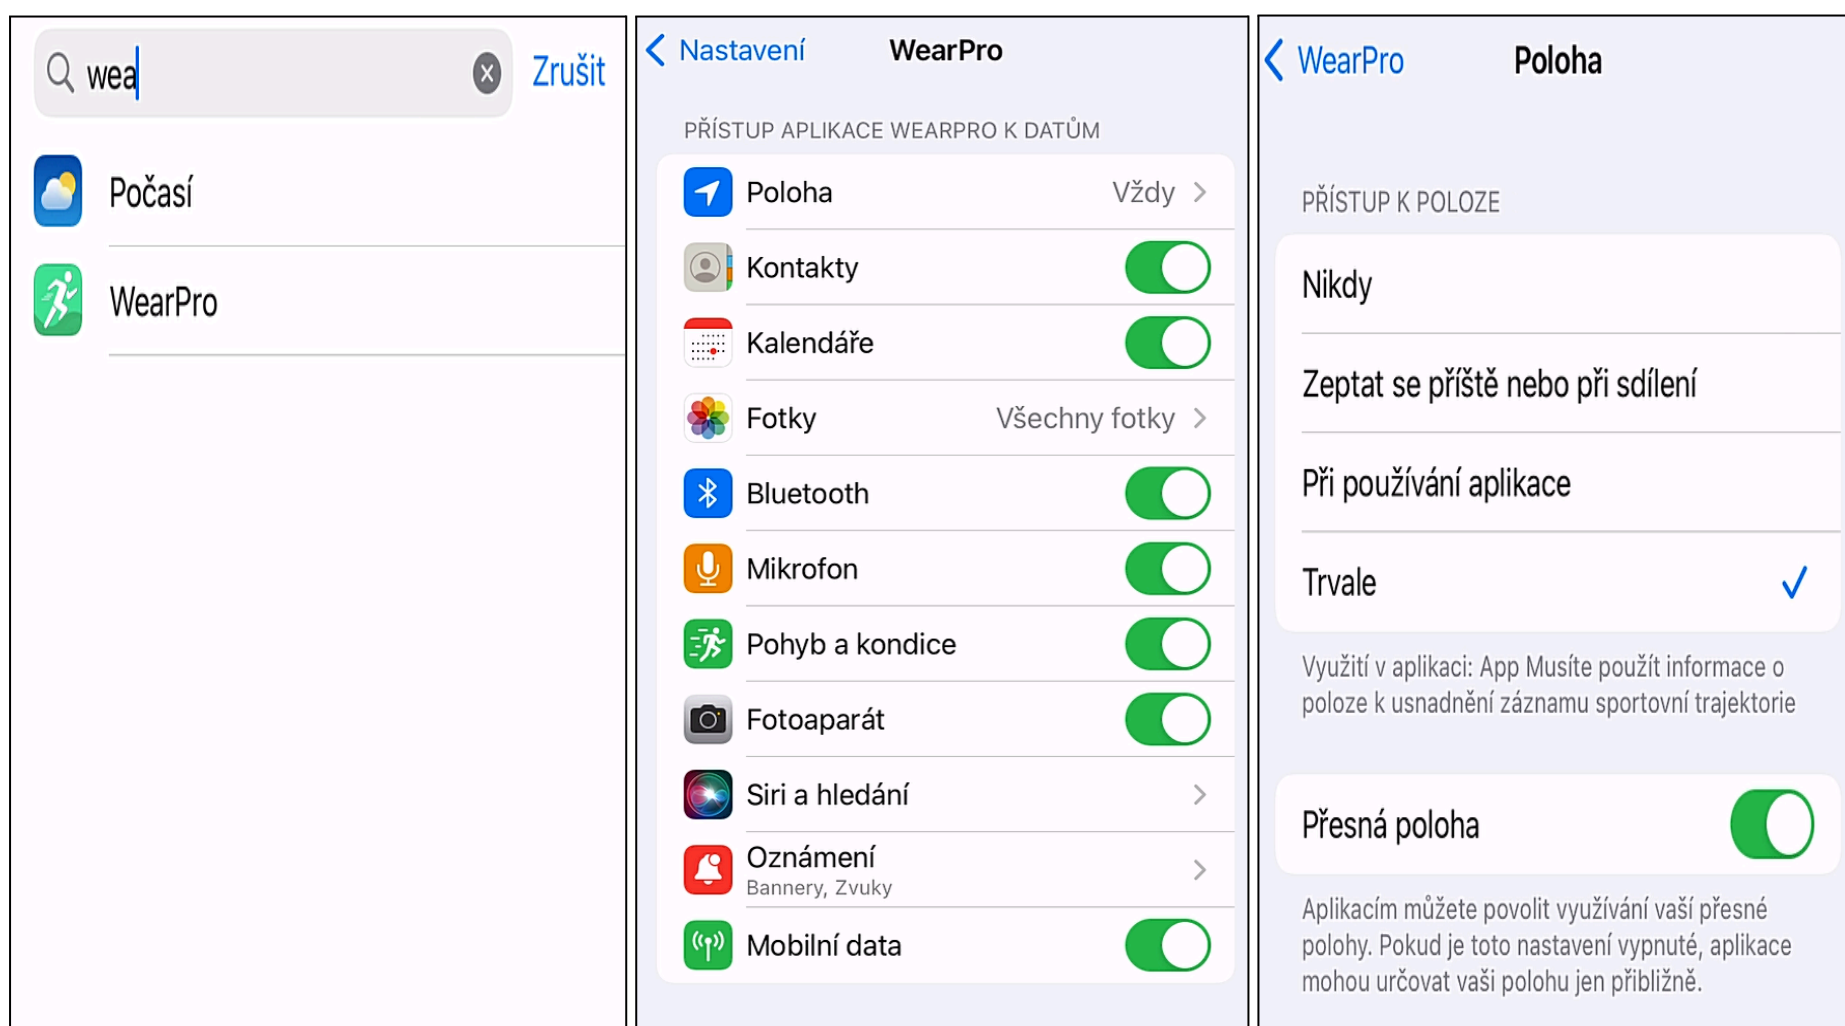 wea
Zrušit
Počasí
WearPro
Nastavení
WearPro
PŘÍSTUP APLIKACE WEARPRO K DATŮM
Poloha
Vždy
Kontakty
Kalendáře
Fotky
Všechny fotky
Bluetooth
Mikrofon
Pohyb a kondice
Fotoaparát
Siri a hledání
Oznámení
Bannery, Zvuky
Mobilní data
WearPro
Poloha
PŘÍSTUP K POLOZE
Nikdy
Zeptat se příště nebo při sdílení
Při používání aplikace
Trvale
Využití v aplikaci: App Musíte použít informace o
poloze k usnadnění záznamu sportovní trajektorie
Přesná poloha
Aplikacím můžete povolit využívání vaší přesné
polohy. Pokud je toto nastavení vypnuté, aplikace
mohou určovat vaši polohu jen přibližně.